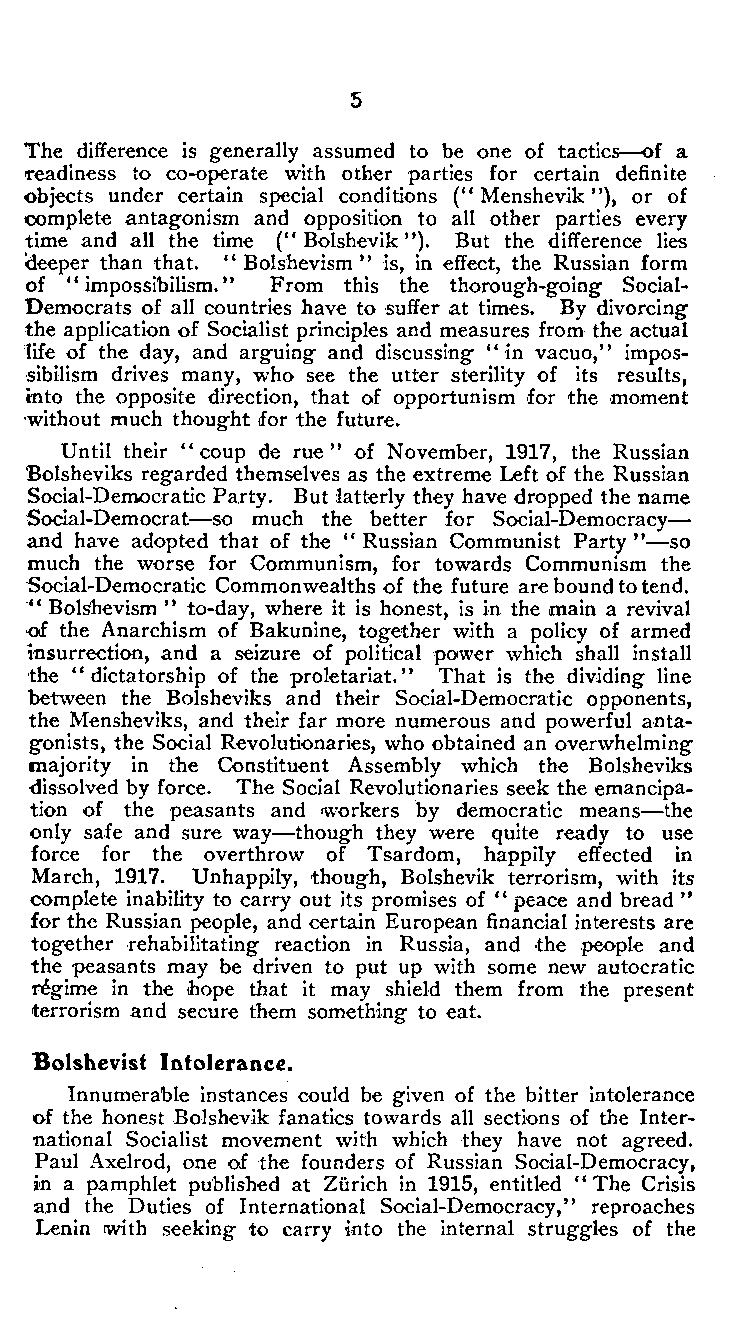 5
The difference is generally assumed to be one of tactics—of a
readiness to co-operate with other parties for certain definite
objects under certain special conditions (" Menshevik "), or of
complete antagonism and opposition to all other parties every
time and all the time (" Bolshevik "). But the difference lies
deeper than that. " Bolshevism " is, in effect, the Russian form
of " impossibilism." From this the thorough-going Social-
Democrats of all countries have to suffer at times. By divorcing
the application of Socialist principles and measures from the actual
life of the day, and arguing and discussing " in vacuo," impos-
sibilism drives many, who see the utter sterility of its results,
into the opposite direction, that of opportunism for the moment
without much thought for the future.
Until their " coup de rue " of November, 1917, the Russian
Bolsheviks regarded themselves as the extreme Left of the Russian
Social-Democratic Party. But latterly they have dropped the name
Social-Democrat—so much the better for Social-Democracy—
and have adopted that of the " Russian Communist Party "—so
much the worse for Communism, for towards Communism the
Social-Democratic Commonwealths of the future are bound to tend.
" Bolshevism " to-day, where it is honest, is in the main a revival
of the Anarchism of Bakunine, together with a policy of armed
insurrection, and a seizure of political power which shall install
the " dictatorship of the proletariat." That is the dividing line
between the Bolsheviks and their Social-Democratic opponents,
the Mensheviks, and their far more numerous and powerful anta-
gonists, the Social Revolutionaries, who obtained an overwhelming
majority in the Constituent Assembly which the Bolsheviks
dissolved by force. The Social Revolutionaries seek the emancipa-
tion of the peasants and workers by democratic means—the
only safe and sure way—though they were quite ready to use
force for the overthrow of Tsardom, happily effected in
March, 1917. Unhappily, though, Bolshevik terrorism, with its
complete inability to carry out its promises of " peace and bread "
for the Russian people, and certain European financial interests are
together rehabilitating reaction in Russia, and the people and
the peasants may be driven to put up with some new autocratic
régime in the hope that it may shield them from the present
terrorism and secure them something to eat.
Bolshevist Intolerance.
Innumerable instances could be given of the bitter intolerance
of the honest Bolshevik fanatics towards all sections of the Inter-
national Socialist movement with which they have not agreed.
Paul Axelrod, one of the founders of Russian Social-Democracy,
in a pamphlet published at Zürich in 1915, entitled " The Crisis
and the Duties of International Social-Democracy," reproaches
Lenin with seeking to carry into the internal struggles of the